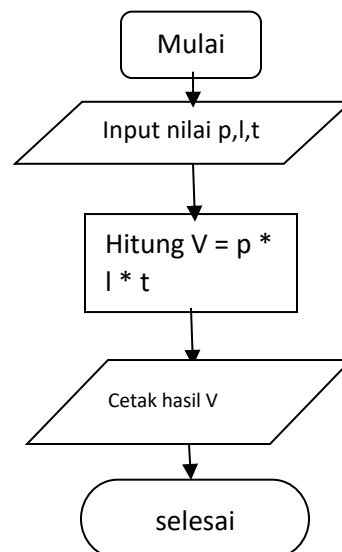 Mulai
Input nilai p,l,t
Hitung V = p *
l * t
Cetak hasil V
selesai